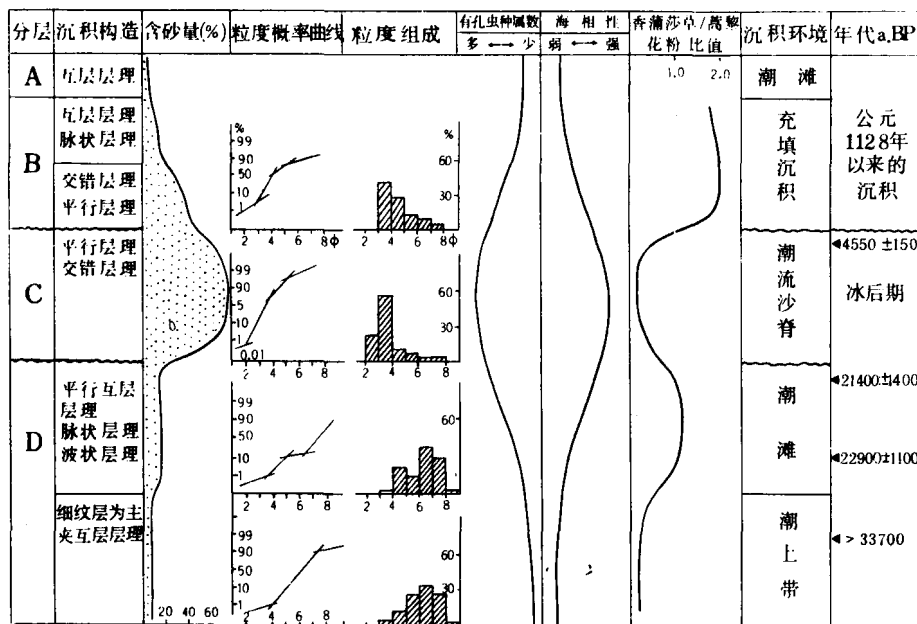 分层 沉积构造 含砂量(%) 粒度概率曲线 粒度组成 有孔虫种属数 海相性 香蒲莎草/蒿藜 沉积环境 年代a.BP
多 ←→ 少 弱 ←→ 强 花粉比值
1.0 2.0
A 互层层理 潮滩
B
互层层理
脉状层理
交错层理
平行层理
%
99
90
50
10
1
2 4 6 8Φ
%
60
30
2 4 6 8Φ
充
填
沉
积
公元
1128年
以来的
沉积
C
平行层理
交错层理
99
90
5
10
1
0.01
2 4 6 8
60
30
2 4 6 8
潮
流
沙
脊
4550±150
冰后期
D
平行互层
层理
脉状层理
波状层理
99
90
50
10
1
2 4 6 8
60
2 4 6 8
潮
滩
21400±1400
22900±1100
细纹层为主
夹互层层理
20 40 60
99
90
50
10
1
2 4 6 8
60
30
2 4 6 8
潮
上
带
> 33700